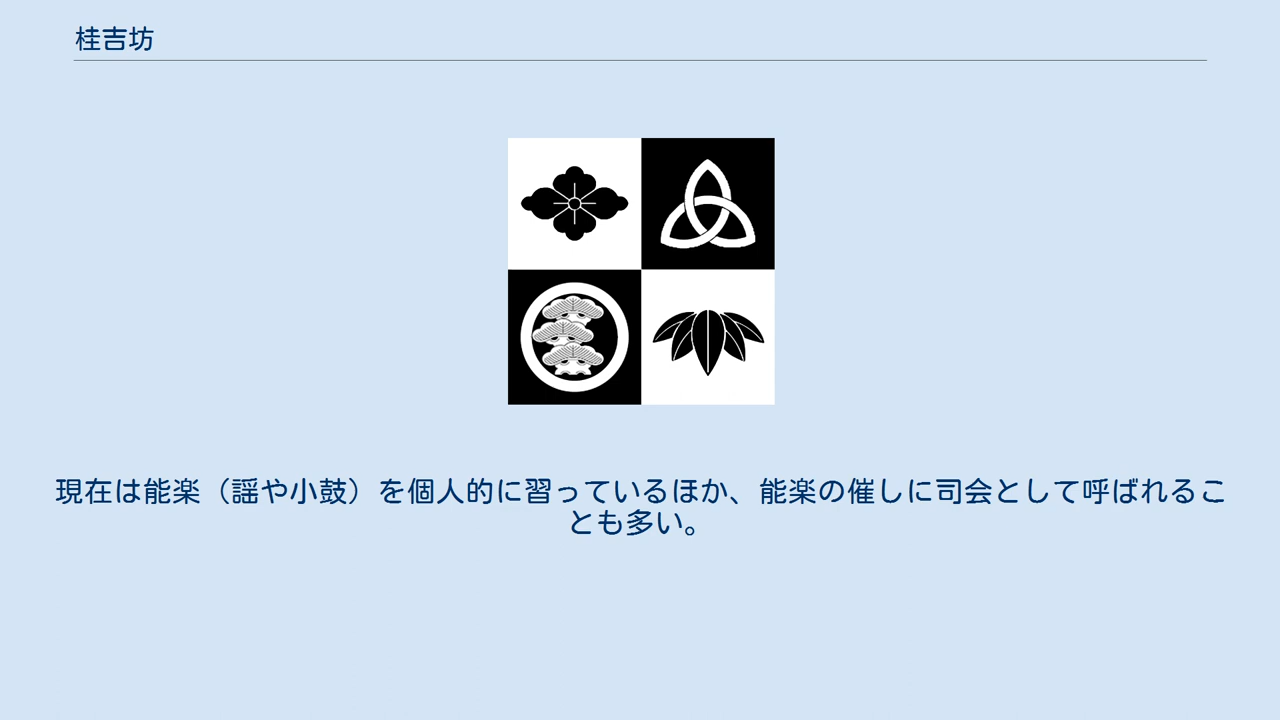 桂吉坊
現在は能楽（謡や小鼓）を個人的に習っているほか、能楽の催しに司会として呼ばれるこ
とも多い。